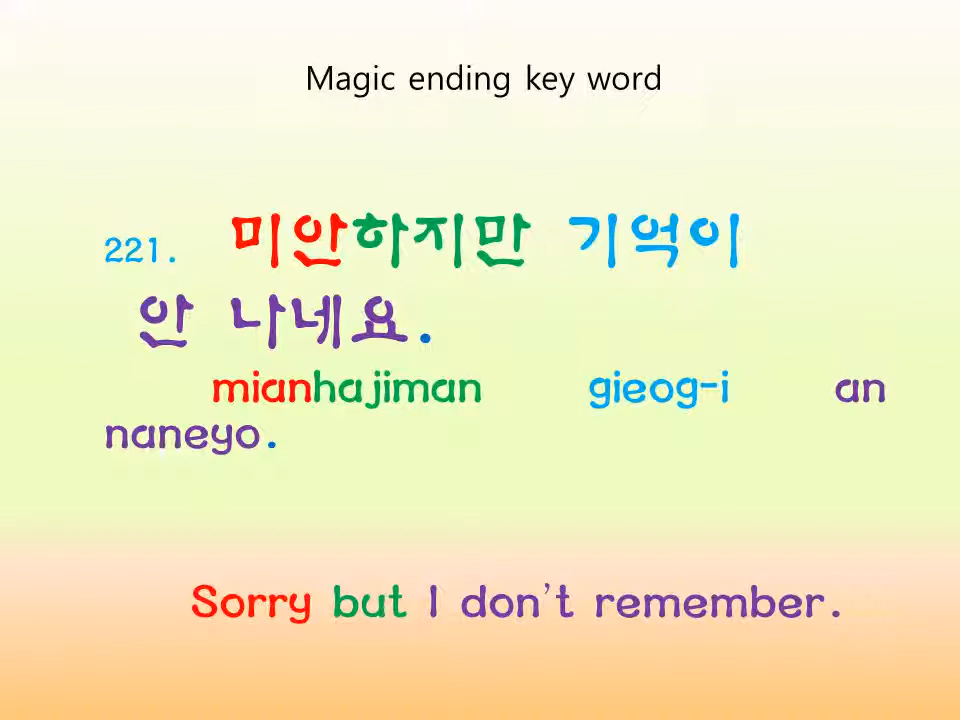 Magic ending key word
221. 미안하지만 기억이
안 나네요.
mianhajiman gieog-i an
naneyo.
Sorry but I don't remember.